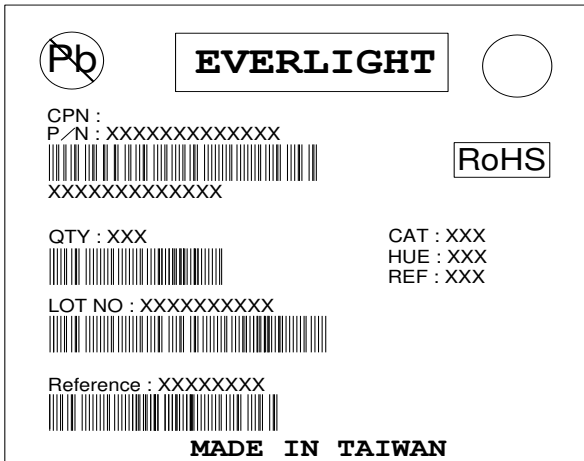 Pb
EVERLIGHT
CPN :
P/N : XXXXXXXXXXXXX
RoHS
XXXXXXXXXXXXX
QTY : XXX
CAT : XXX
HUE : XXX
REF : XXX
LOT NO : XXXXXXXXXX
Reference : XXXXXXXX
MADE IN TAIWAN